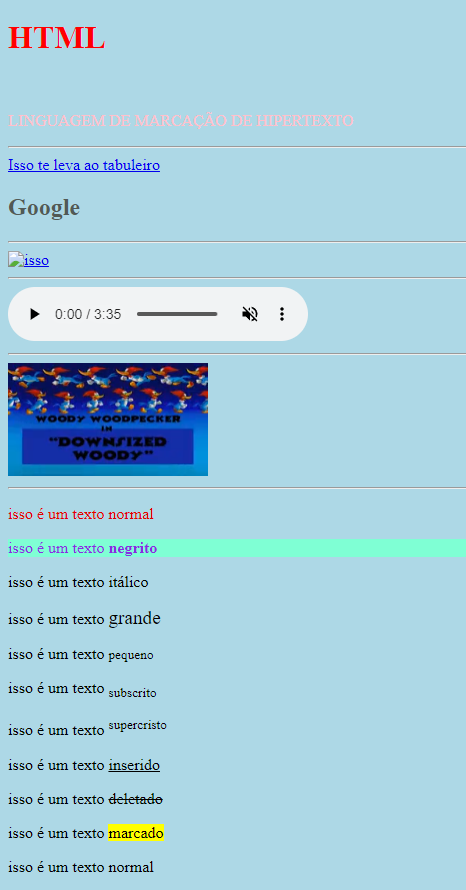 HTML
LINGUAGEM DE MARCAÇÃO DE HIPERTEXTO
Isso te leva ao tabuleiro
Google
isso
0:00 / 3:35
WOODY WOODPECKER
IN
"DOWNSIZED
WOODY"
isso é um texto normal
isso é um texto negrito
isso é um texto itálico
isso é um texto grande
isso é um texto pequeno
isso é um texto subscrito
isso é um texto supercristo
isso é um texto inserido
isso é um texto deletado
isso é um texto marcado
isso é um texto normal